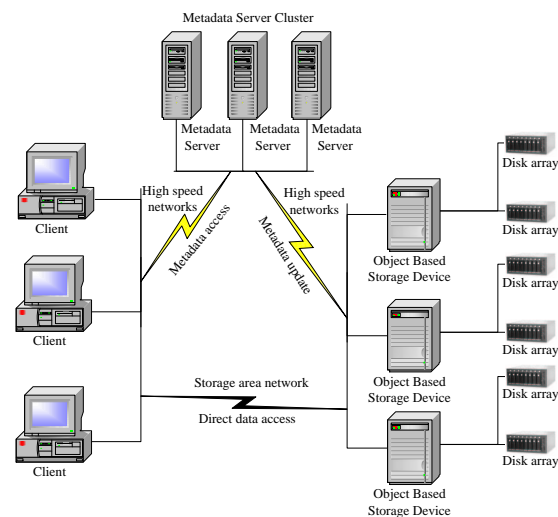 Metadata Server Cluster
Metadata
Server
Metadata
Server
Metadata
Server
High speed
networks
Metadata access
High speed
networks
Metadata update
Client
Client
Client
Storage area network
Direct data access
Object Based
Storage Device
Object Based
Storage Device
Object Based
Storage Device
Disk array
Disk array
Disk array
Disk array
Disk array
Disk array